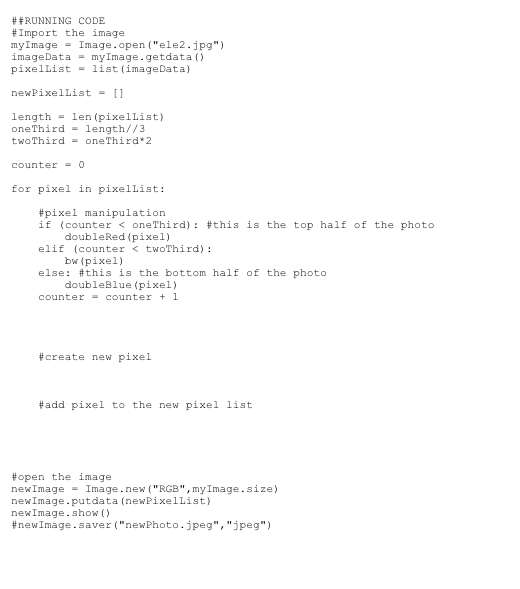 ##RUNNING CODE
#Import the image
myImage = Image.open("ele2.jpg")
imageData = myImage.getdata()
pixelList = list(imageData)

newPixelList = []

length = len(pixelList)
oneThird = length//3
twoThird = oneThird*2

counter = 0

for pixel in pixelList:

    #pixel manipulation
    if (counter < oneThird): #this is the top half of the photo
        doubleRed(pixel)
    elif (counter < twoThird):
        bw(pixel)
    else: #this is the bottom half of the photo
        doubleBlue(pixel)
    counter = counter + 1

    #create new pixel

    #add pixel to the new pixel list

#open the image
newImage = Image.new("RGB",myImage.size)
newImage.putdata(newPixelList)
newImage.show()
#newImage.saver("newPhoto.jpeg","jpeg")